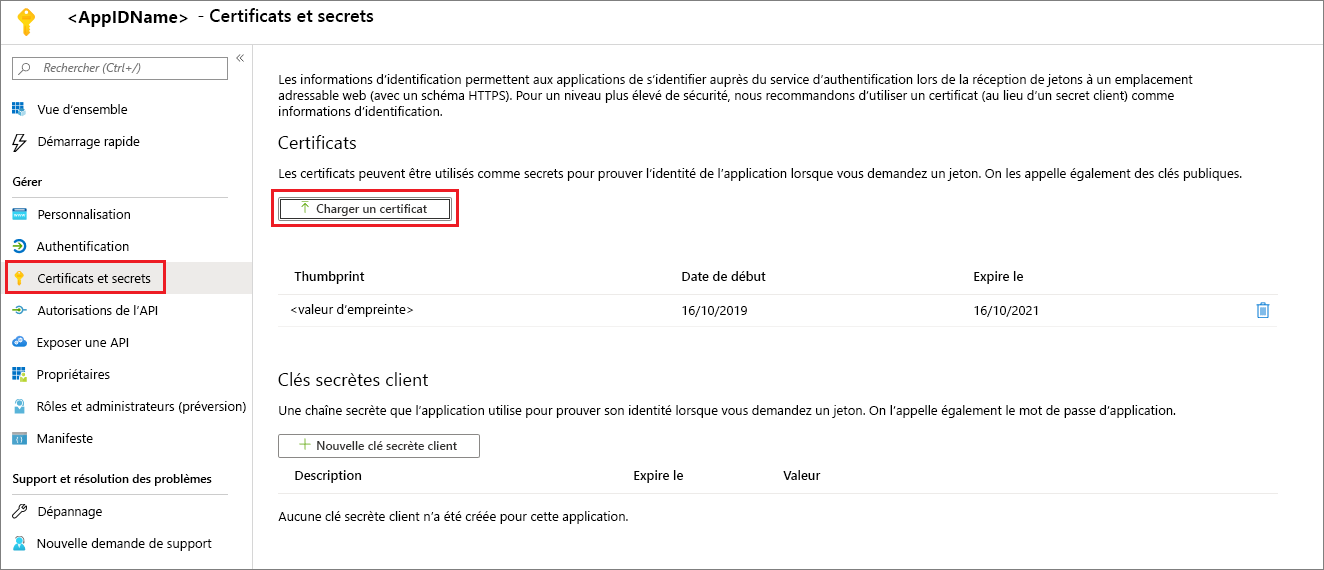 <AppIDName> - Certificats et secrets
Rechercher (Ctrl+/)
«
Vue d'ensemble
Démarrage rapide
Gérer
Personnalisation
Authentification
Certificats et secrets
Autorisations de l'API
Exposer une API
Propriétaires
Rôles et administrateurs (préversion)
Manifeste
Support et résolution des problèmes
Dépannage
Nouvelle demande de support
Les informations d'identification permettent aux applications de s'identifier auprès du service d'authentification lors de la réception de jetons à un emplacement
adressable web (avec un schéma HTTPS). Pour un niveau plus élevé de sécurité, nous recommandons d'utiliser un certificat (au lieu d'un secret client) comme
informations d'identification.
Certificats
Les certificats peuvent être utilisés comme secrets pour prouver l'identité de l'application lorsque vous demandez un jeton. On les appelle également des clés publiques.
Charger un certificat
Thumbprint Date de début Expire le
<valeur d'empreinte> 16/10/2019 16/10/2021
Clés secrètes client
Une chaîne secrète que l'application utilise pour prouver son identité lorsque vous demandez un jeton. On l'appelle également le mot de passe d'application.
Nouvelle clé secrète client
Description Expire le Valeur
Aucune clé secrète client n'a été créée pour cette application.